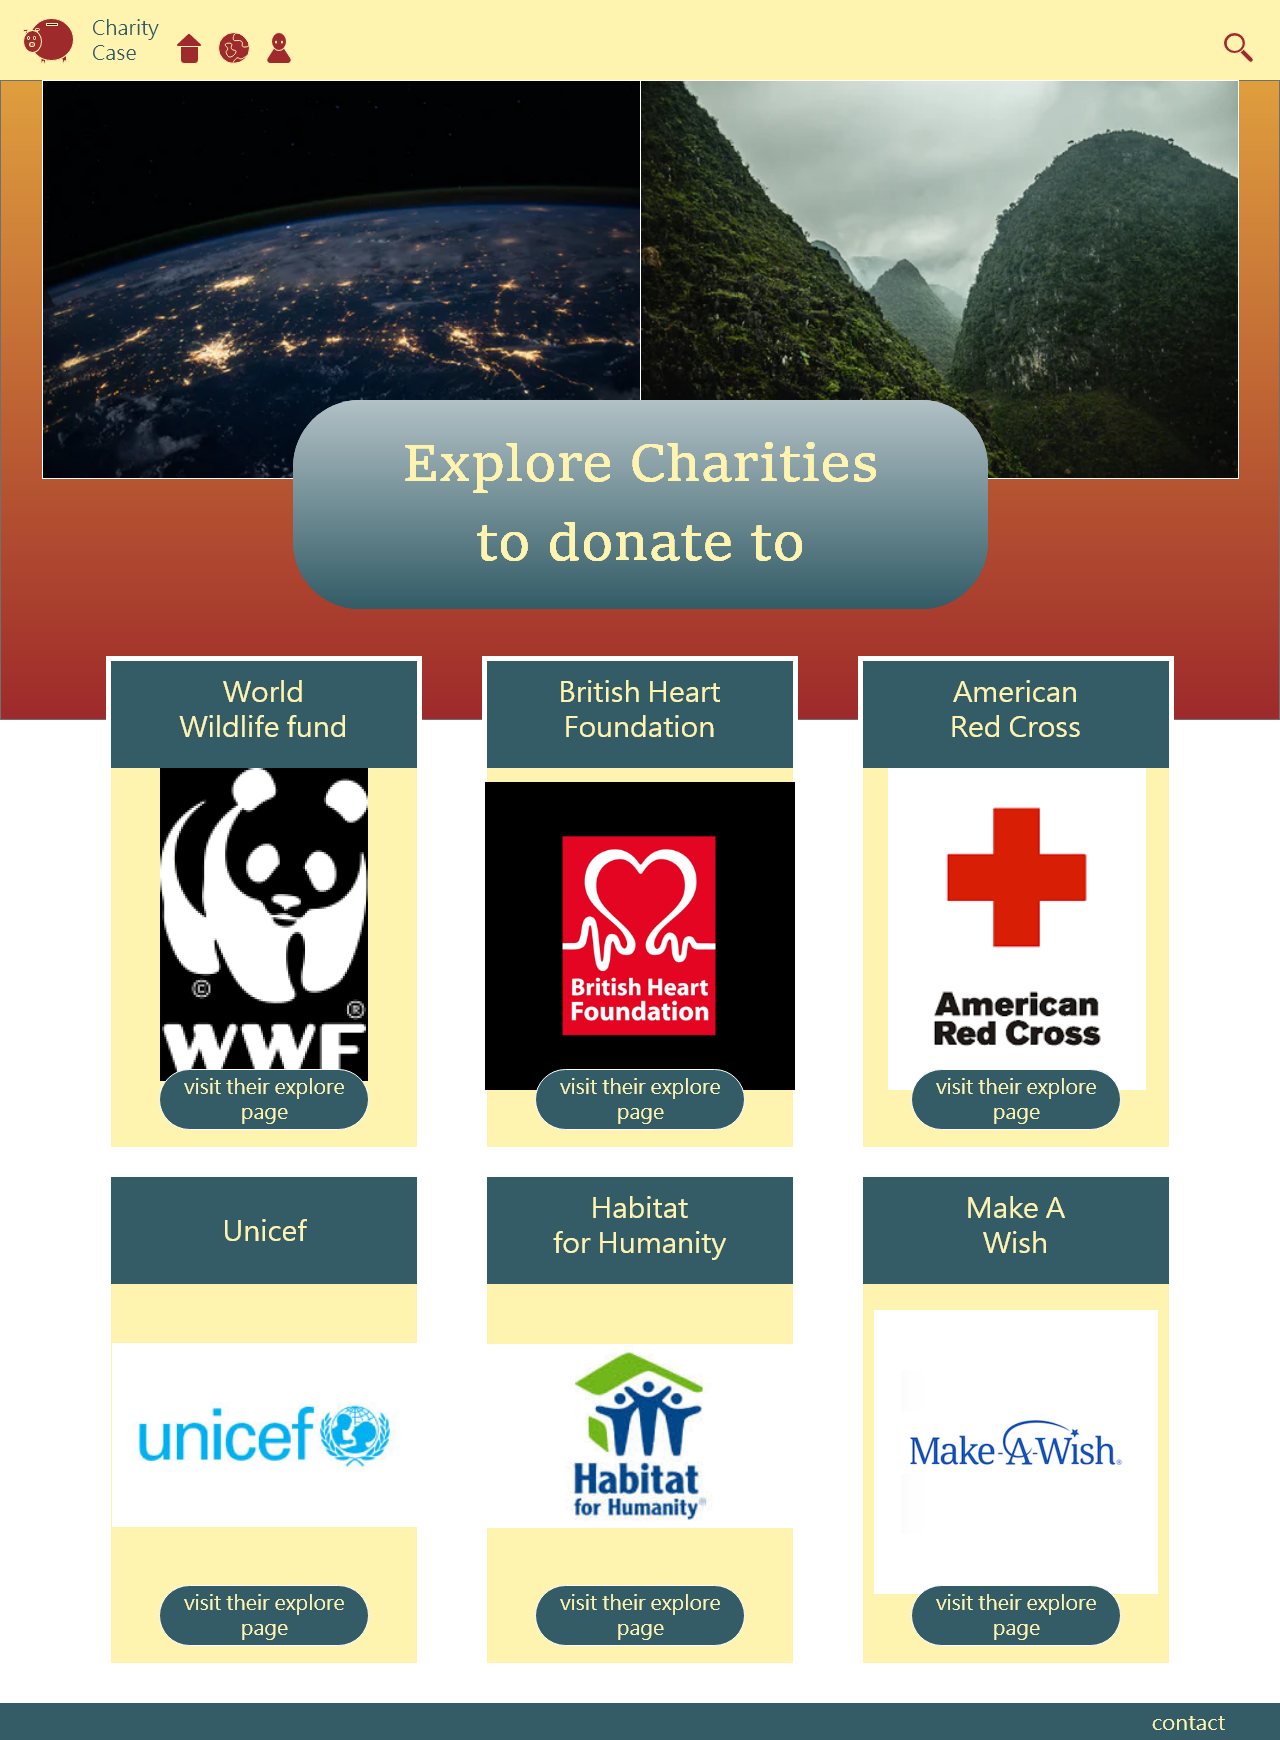 Charity
Case
Explore Charities
to donate to
World
Wildlife fund
British Heart
Foundation
American
Red Cross
©
®
WWF
British Heart
Foundation
American
Red Cross
visit their explore
page
visit their explore
page
visit their explore
page
Unicef
Habitat
for Humanity
Make A
Wish
unicef
Habitat
for Humanity®
Make-A-Wish®
visit their explore
page
visit their explore
page
visit their explore
page
contact